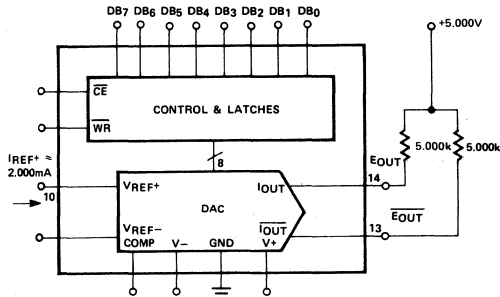 DB7 DB6 DB5 DB4 DB3 DB2 DB1 DB0
+5.000V
CE
CONTROL & LATCHES
WR
5.000k 5.000k
IREF+ ≈
2.000mA
8
EOUT
10
VREF+
IOUT
14
DAC
13
EOUT
VREF-
IOUT
COMP V- GND V+